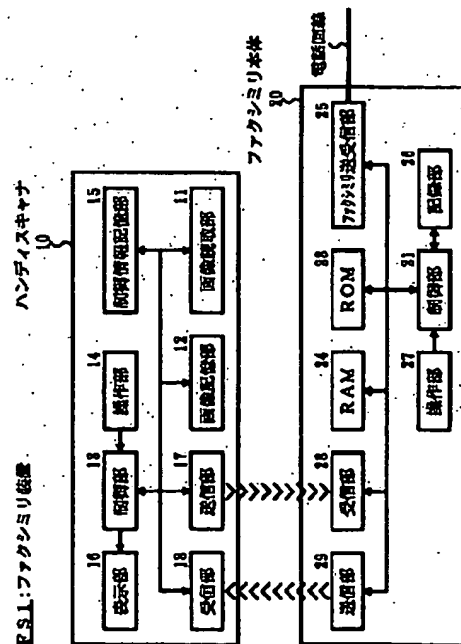 FS1:ファクシミリ装置
ハンディスキャナ
10
16
表示部
13
制御部
14
操作部
15
制御情報記憶部
18
受信部
17
送信部
12
画像記憶部
11
画像読取部
ファクシミリ本体
20
29
送信部
28
受信部
24
RAM
23
ROM
25
ファクシミリ送受信部
電話回線
27
操作部
21
制御部
26
記録部